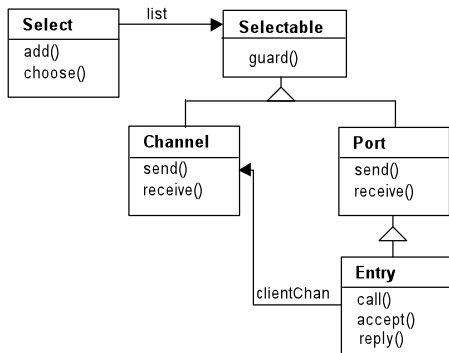 Select
add()
choose()
list
Selectable
guard()
Channel
send()
receive()
Port
send()
receive()
clientChan
Entry
call()
accept()
reply()